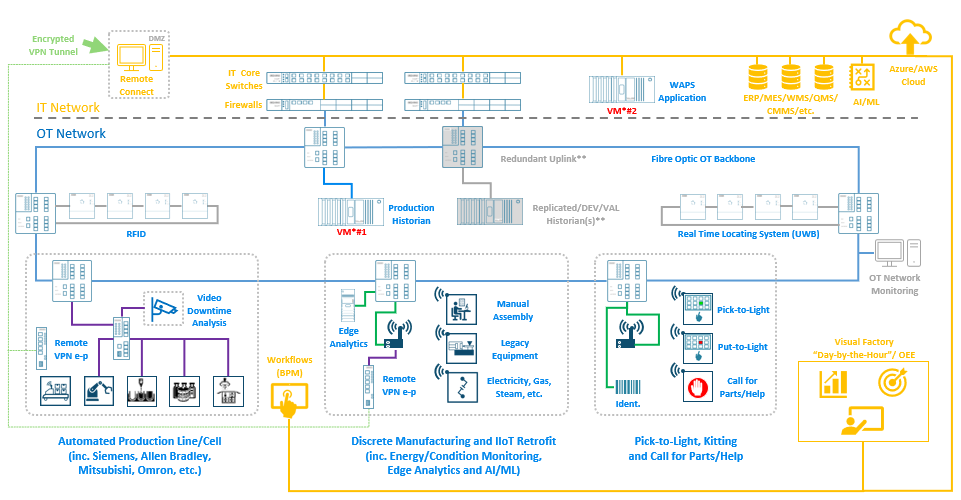 Encrypted
VPN Tunnel
DMZ
Remote
Connect
IT Core
Switches
Firewalls
WAPS
Application
VM*#2
ERP/MES/WMS/QMS/
CMMS/etc.
AI/ML
Azure/AWS
Cloud
IT Network
OT Network
Redundant Uplink**
Fibre Optic OT Backbone
RFID
Production
Historian
VM*#1
Replicated/DEV/VAL
Historian(s)**
Real Time Locating System (UWB)
OT Network
Monitoring
Video
Downtime
Analysis
Remote
VPN e-p
Workflows
(BPM)
Edge
Analytics
Remote
VPN e-p
Manual
Assembly
Legacy
Equipment
Electricity, Gas,
Steam, etc.
Ident.
Pick-to-Light
Put-to-Light
Call for
Parts/Help
Visual Factory
"Day-by-the-Hour"/ OEE
Automated Production Line/Cell
(inc. Siemens, Allen Bradley,
Mitsubishi, Omron, etc.)
Discrete Manufacturing and IIoT Retrofit
(inc. Energy/Condition Monitoring,
Edge Analytics and AI/ML)
Pick-to-Light, Kitting
and Call for Parts/Help